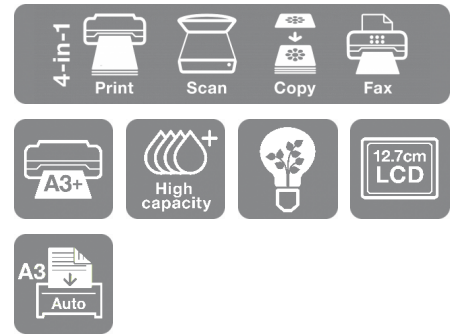 4-in-1
Print Scan Copy Fax
A3+
High
capacity
+
12.7cm
LCD
A3
Auto